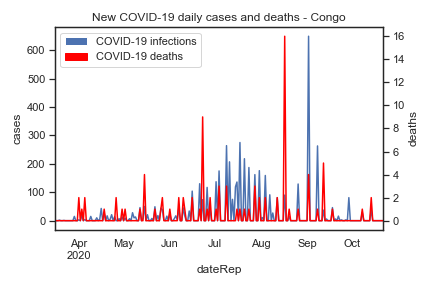 New COVID-19 daily cases and deaths - Congo
COVID-19 infections
COVID-19 deaths
cases
600
500
400
300
200
100
0
deaths
16
14
12
10
8
6
4
2
0
Apr May Jun Jul Aug Sep Oct
2020
dateRep